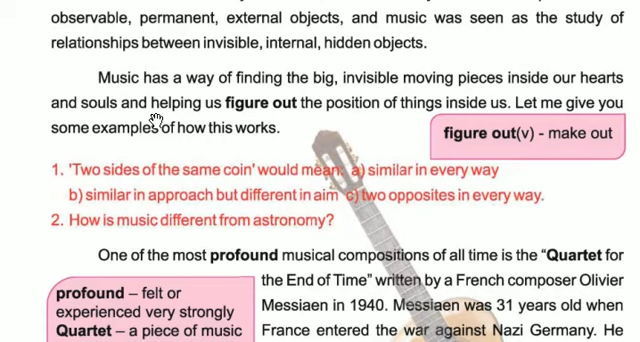 observable, permanent, external objects, and music was seen as the study of
relationships between invisible, internal, hidden objects.
Music has a way of finding the big, invisible moving pieces inside our hearts
and souls and helping us figure out the position of things inside us. Let me give you
some examples of how this works.
figure out(v) - make out
1. 'Two sides of the same coin' would mean: a) similar in every way
b) similar in approach but different in aim c) two opposites in every way.
2. How is music different from astronomy?
One of the most profound musical compositions of all time is the “Quartet for
the End of Time” written by a French composer Olivier
Messiaen in 1940. Messiaen was 31 years old when
France entered the war against Nazi Germany. He
profound – felt or
experienced very strongly
Quartet – a piece of music